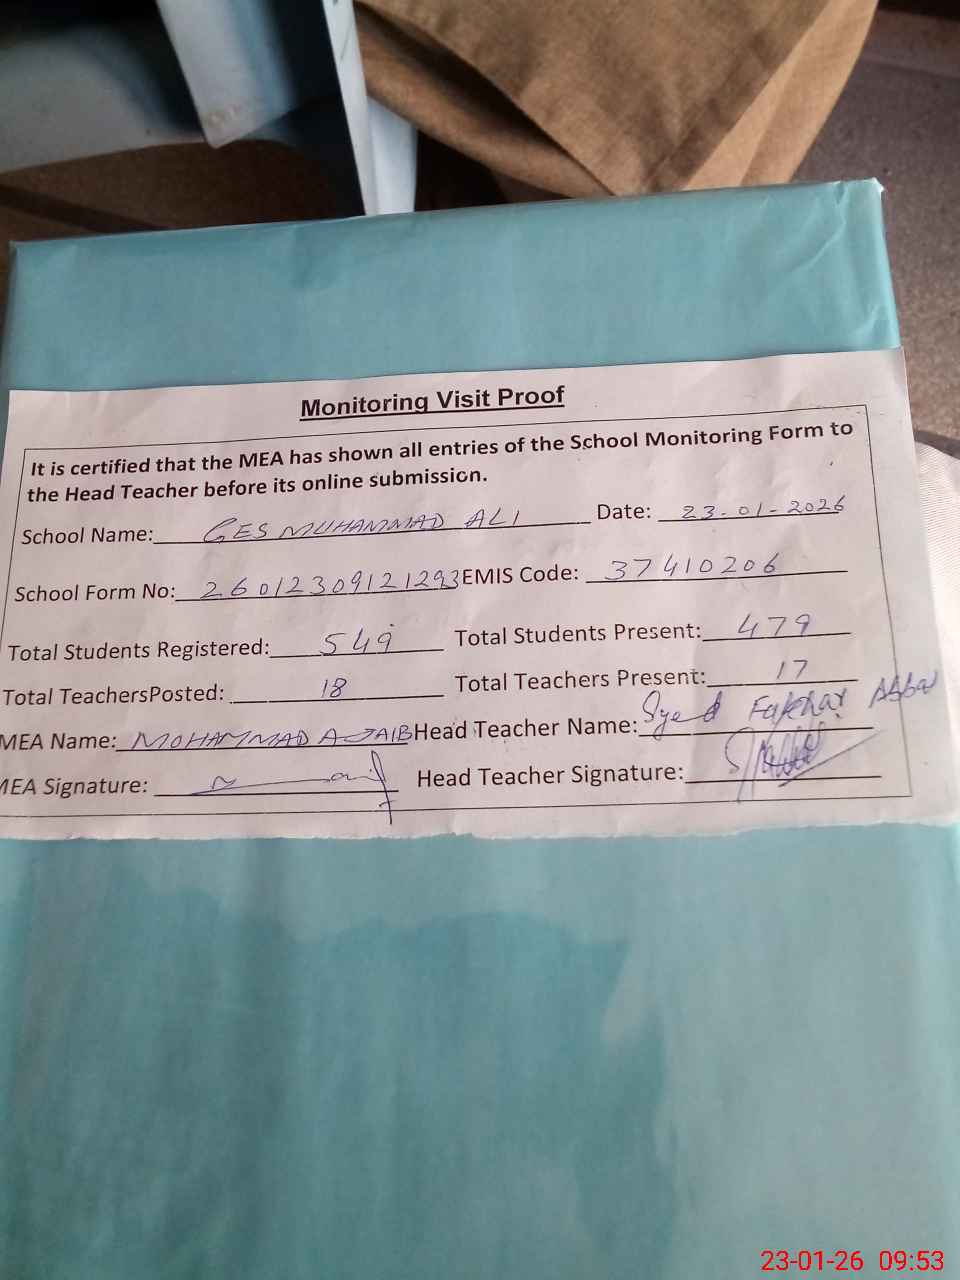 Monitoring Visit Proof
It is certified that the MEA has shown all entries of the School Monitoring Form to
the Head Teacher before its online submission.
School Name: GES MUHAMMAD ALI Date: 23-01-2026
School Form No: 26012309121293 EMIS Code: 37410206
Total Students Registered: 549 Total Students Present: 479
Total TeachersPosted: 18 Total Teachers Present: 17
MEA Name: MOHAMMAD AJAIB Head Teacher Name: Syed Fakhar Abbas
MEA Signature: Head Teacher Signature:
23-01-26 09:53